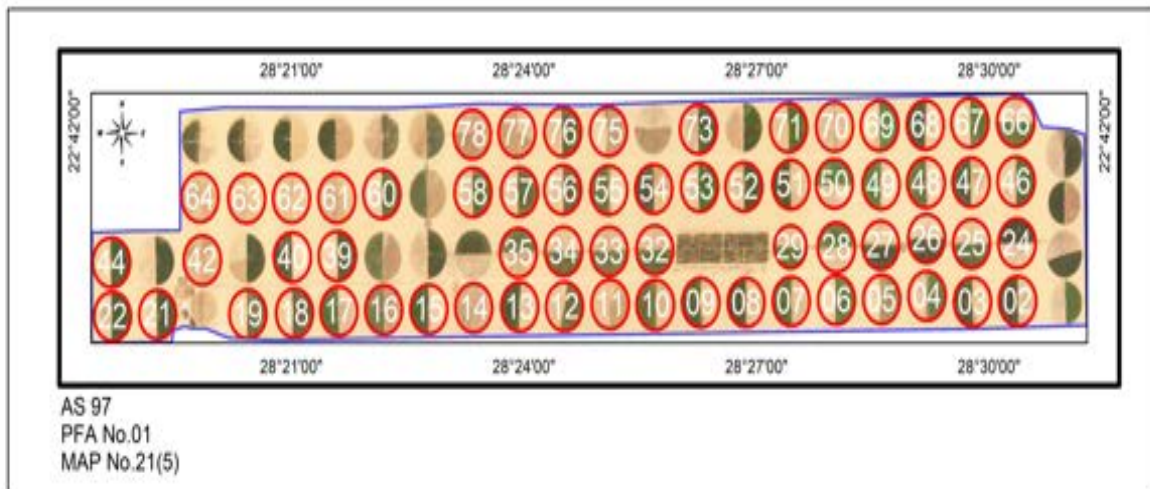 28°21'00" 28°24'00" 28°27'00" 28°30'00"
22°42'00" 22°42'00"
78 77 76 75 73 71 70 69 68 67 66
64 63 62 61 60 58 57 56 55 54 53 52 51 50 49 48 47 46
44 42 40 39 35 34 33 32 29 28 27 26 25 24
22 21 19 18 17 16 15 14 13 12 11 10 09 08 07 06 05 04 03 02
28°21'00" 28°24'00" 28°27'00" 28°30'00"
AS 97
PFA No.01
MAP No.21(5)